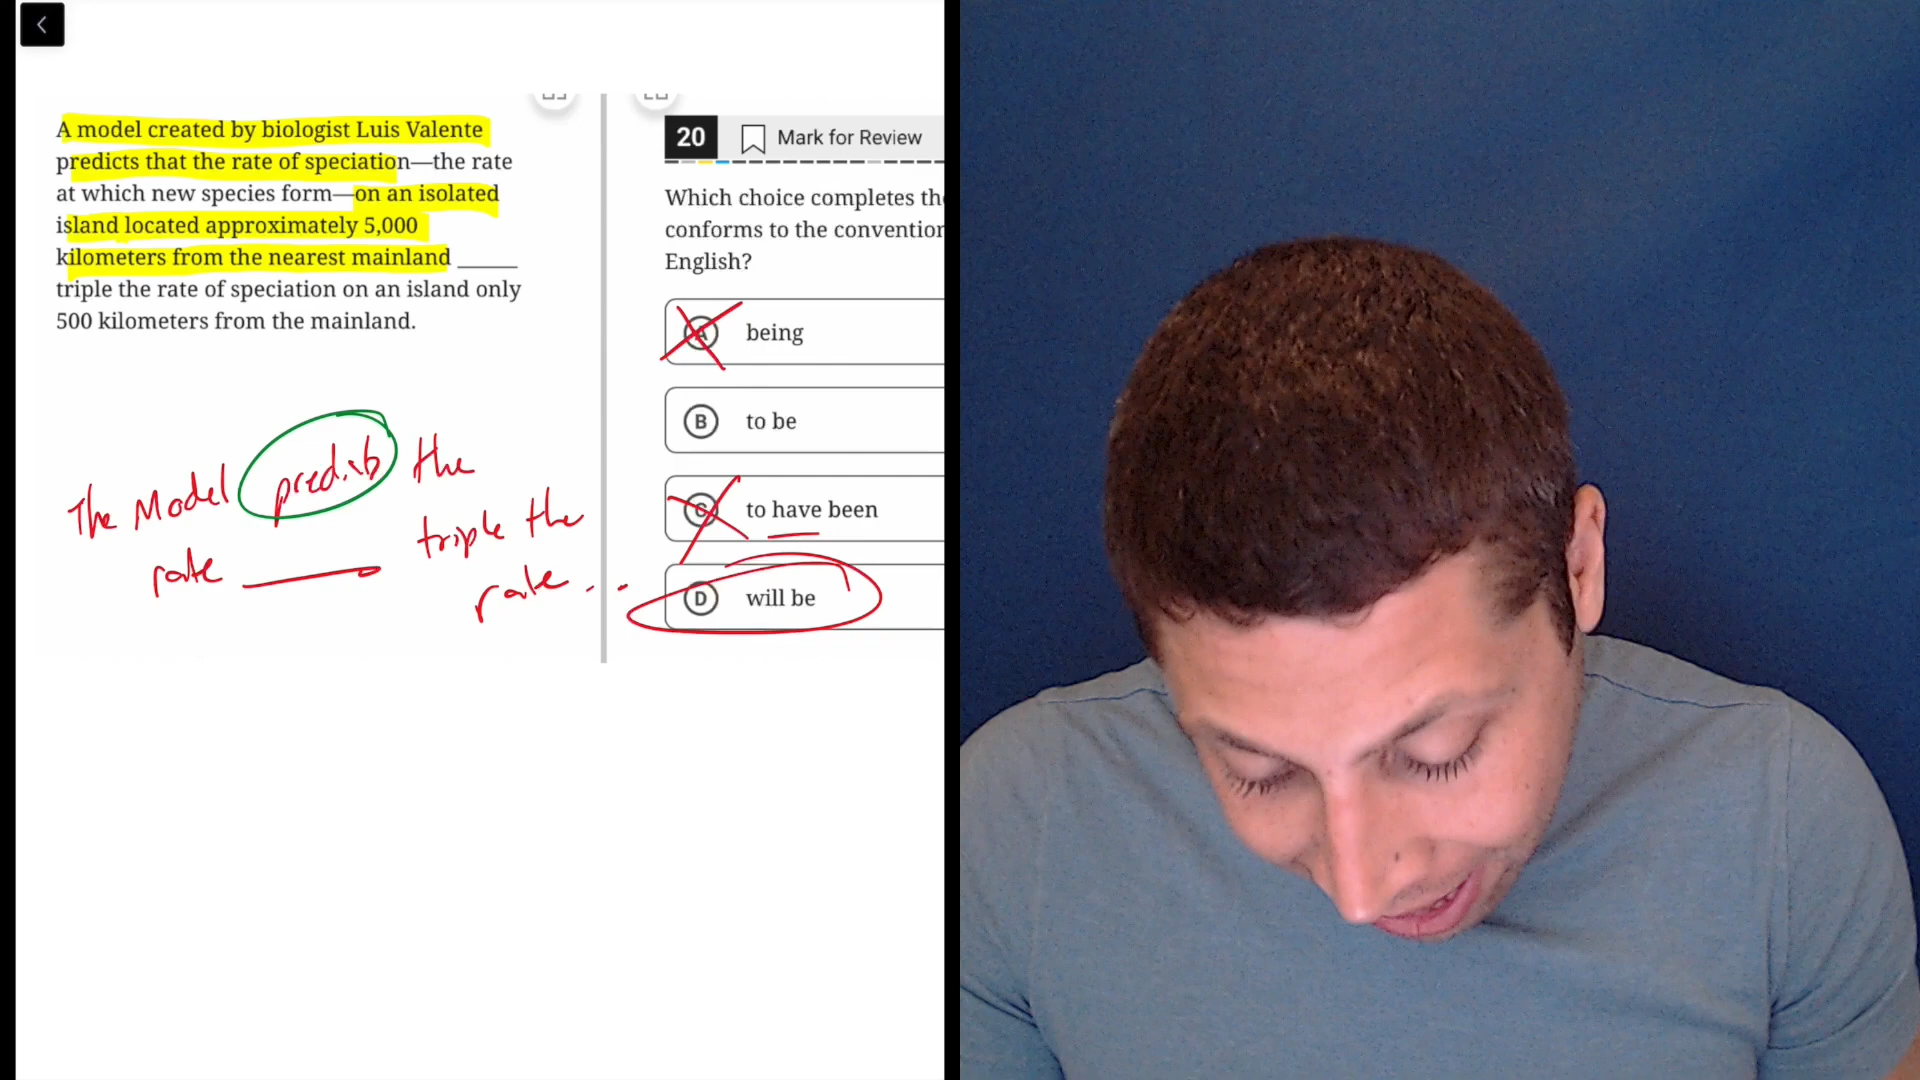 A model created by biologist Luis Valente
predicts that the rate of speciation—the rate
at which new species form—on an isolated
island located approximately 5,000
kilometers from the nearest mainland ______
triple the rate of speciation on an island only
500 kilometers from the mainland.
The Model predicts the
rate ______ triple the
rate...
20 Mark for Review
Which choice completes the
conforms to the convention
English?
A being
B to be
C to have been
D will be